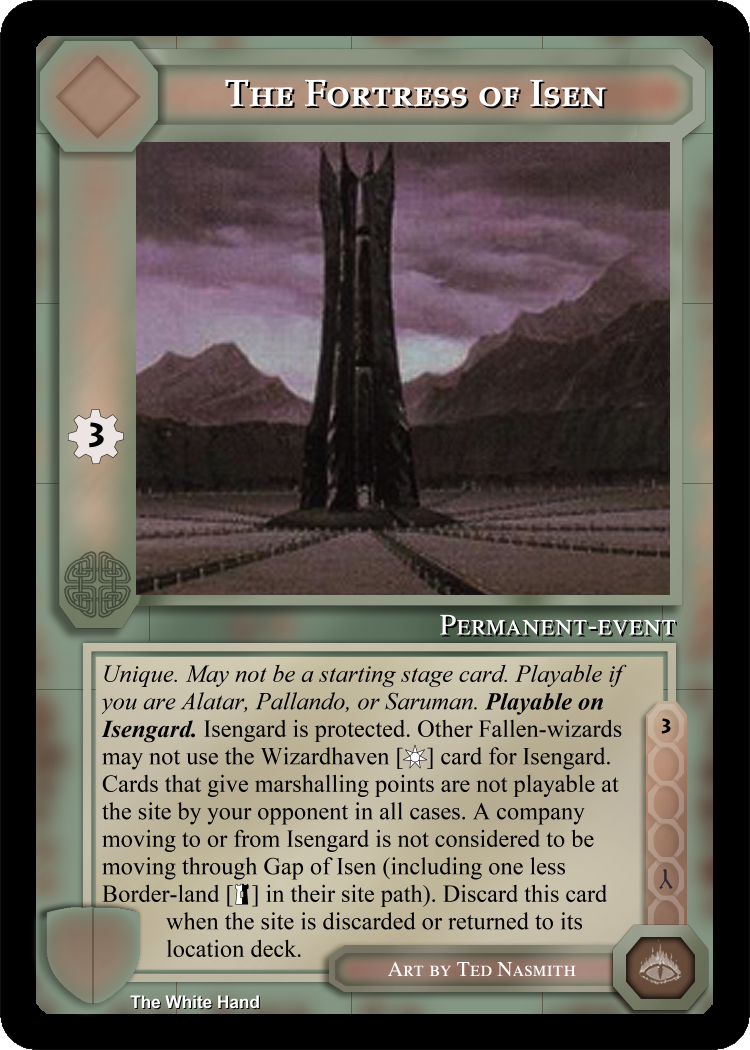 The Fortress of Isen
3
Permanent-event
Unique. May not be a starting stage card. Playable if
you are Alatar, Pallando, or Saruman. Playable on
Isengard. Isengard is protected. Other Fallen-wizards
may not use the Wizardhaven [] card for Isengard.
Cards that give marshalling points are not playable at
the site by your opponent in all cases. A company
moving to or from Isengard is not considered to be
moving through Gap of Isen (including one less
Border-land [] in their site path). Discard this card
when the site is discarded or returned to its
location deck.
3
Art by Ted Nasmith
The White Hand